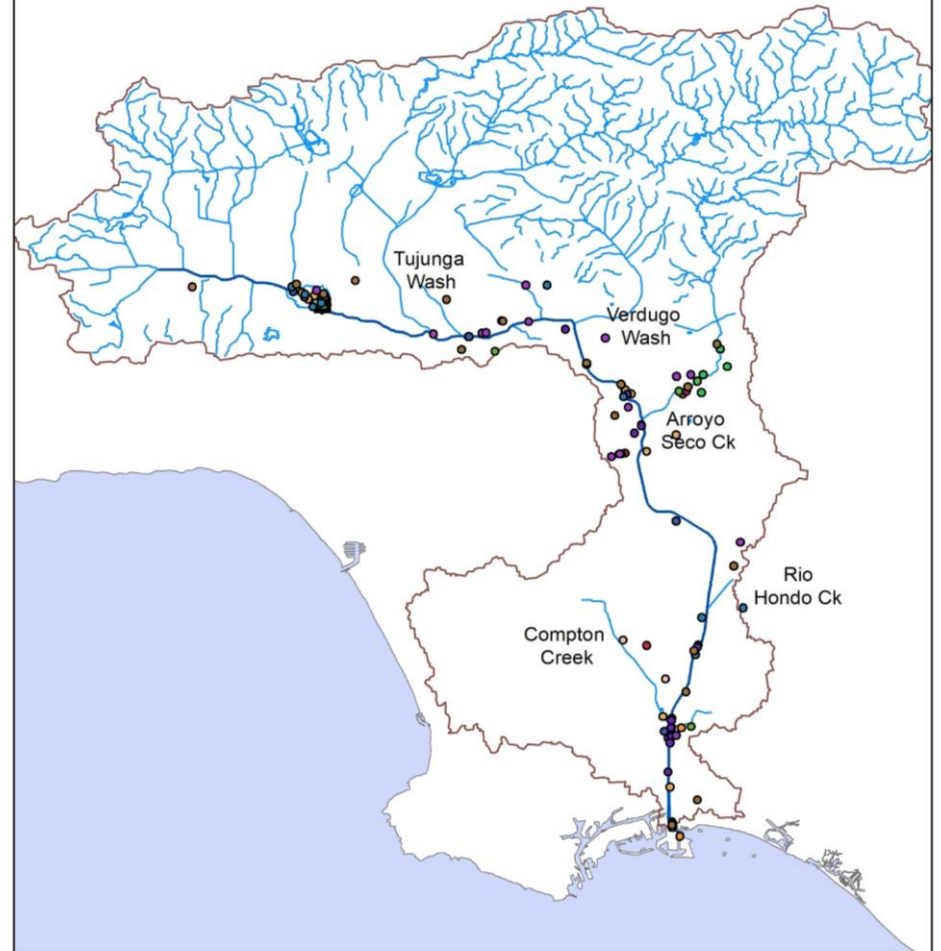 Tujunga
Wash
Verdugo
Wash
Arroyo
Seco Ck
Rio
Hondo Ck
Compton
Creek